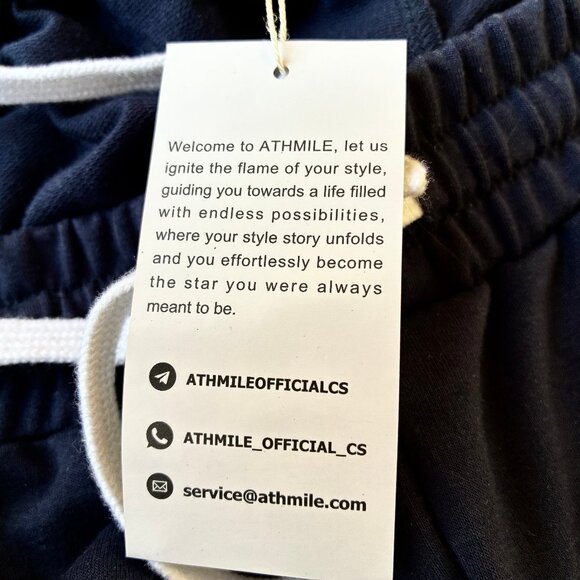 Welcome to ATHMILE, let us
ignite the flame of your style,
guiding you towards a life filled
with endless possibilities,
where your style story unfolds
and you effortlessly become
the star you were always
meant to be.
ATHMILEOFFICIALCS
ATHMILE_OFFICIAL_CS
service@athmile.com